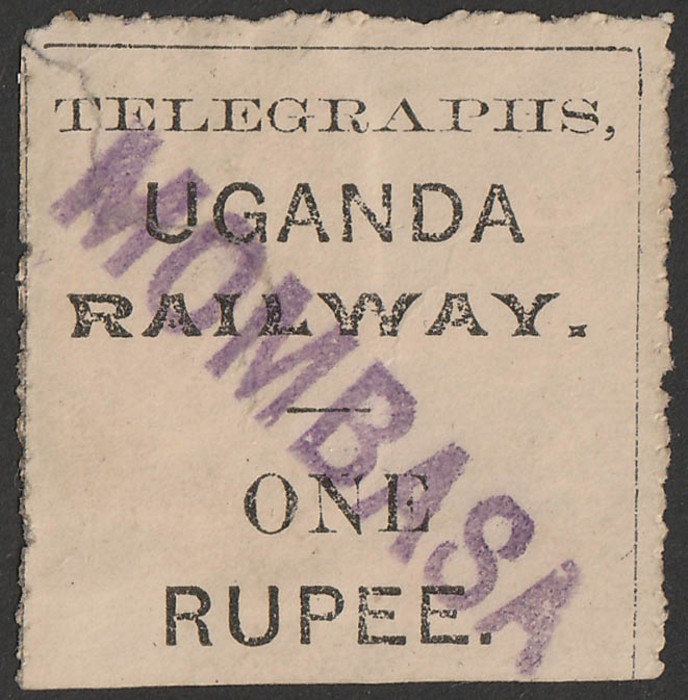 TELEGRAPHS,
UGANDA
RAILWAY.
ONE
RUPEE.
MOMBASA